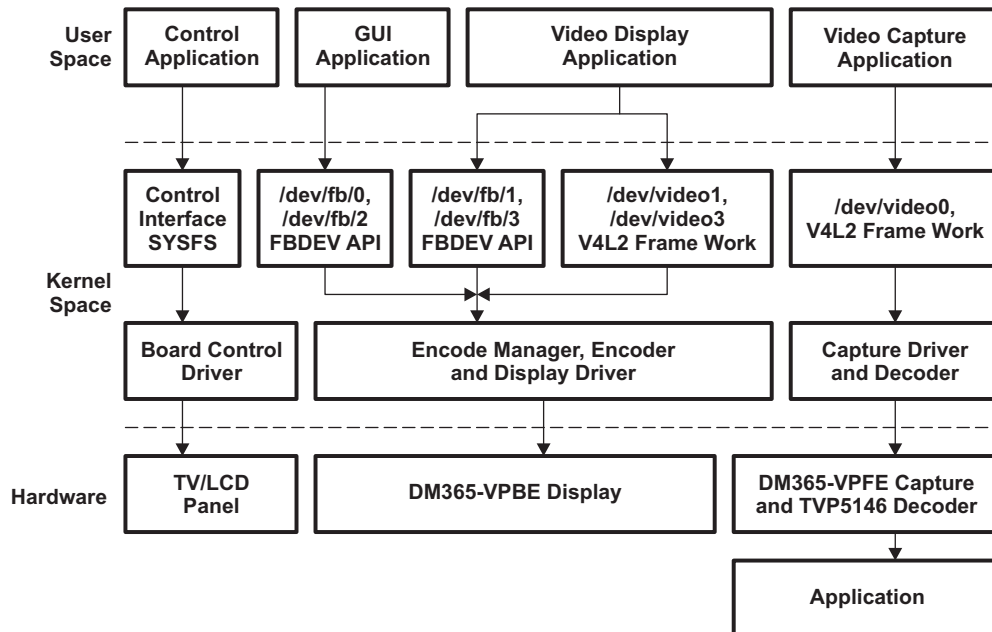 User
Space
Control
Application
GUI
Application
Video Display
Application
Video Capture
Application
Control
Interface
SYSFS
/dev/fb/0,
/dev/fb/2
FBDEV API
/dev/fb/1,
/dev/fb/3
FBDEV API
/dev/video1,
/dev/video3
V4L2 Frame Work
/dev/video0,
V4L2 Frame Work
Kernel
Space
Board Control
Driver
Encode Manager, Encoder
and Display Driver
Capture Driver
and Decoder
Hardware
TV/LCD
Panel
DM365-VPBE Display
DM365-VPFE Capture
and TVP5146 Decoder
Application